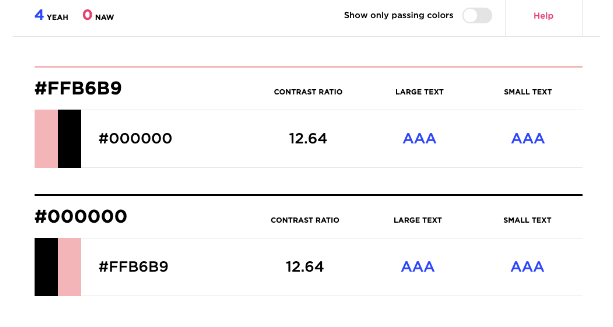 4 YEAH 0 NAW Show only passing colors Help
#FFB6B9 CONTRAST RATIO LARGE TEXT SMALL TEXT
#000000 12.64 AAA AAA
#000000 CONTRAST RATIO LARGE TEXT SMALL TEXT
#FFB6B9 12.64 AAA AAA